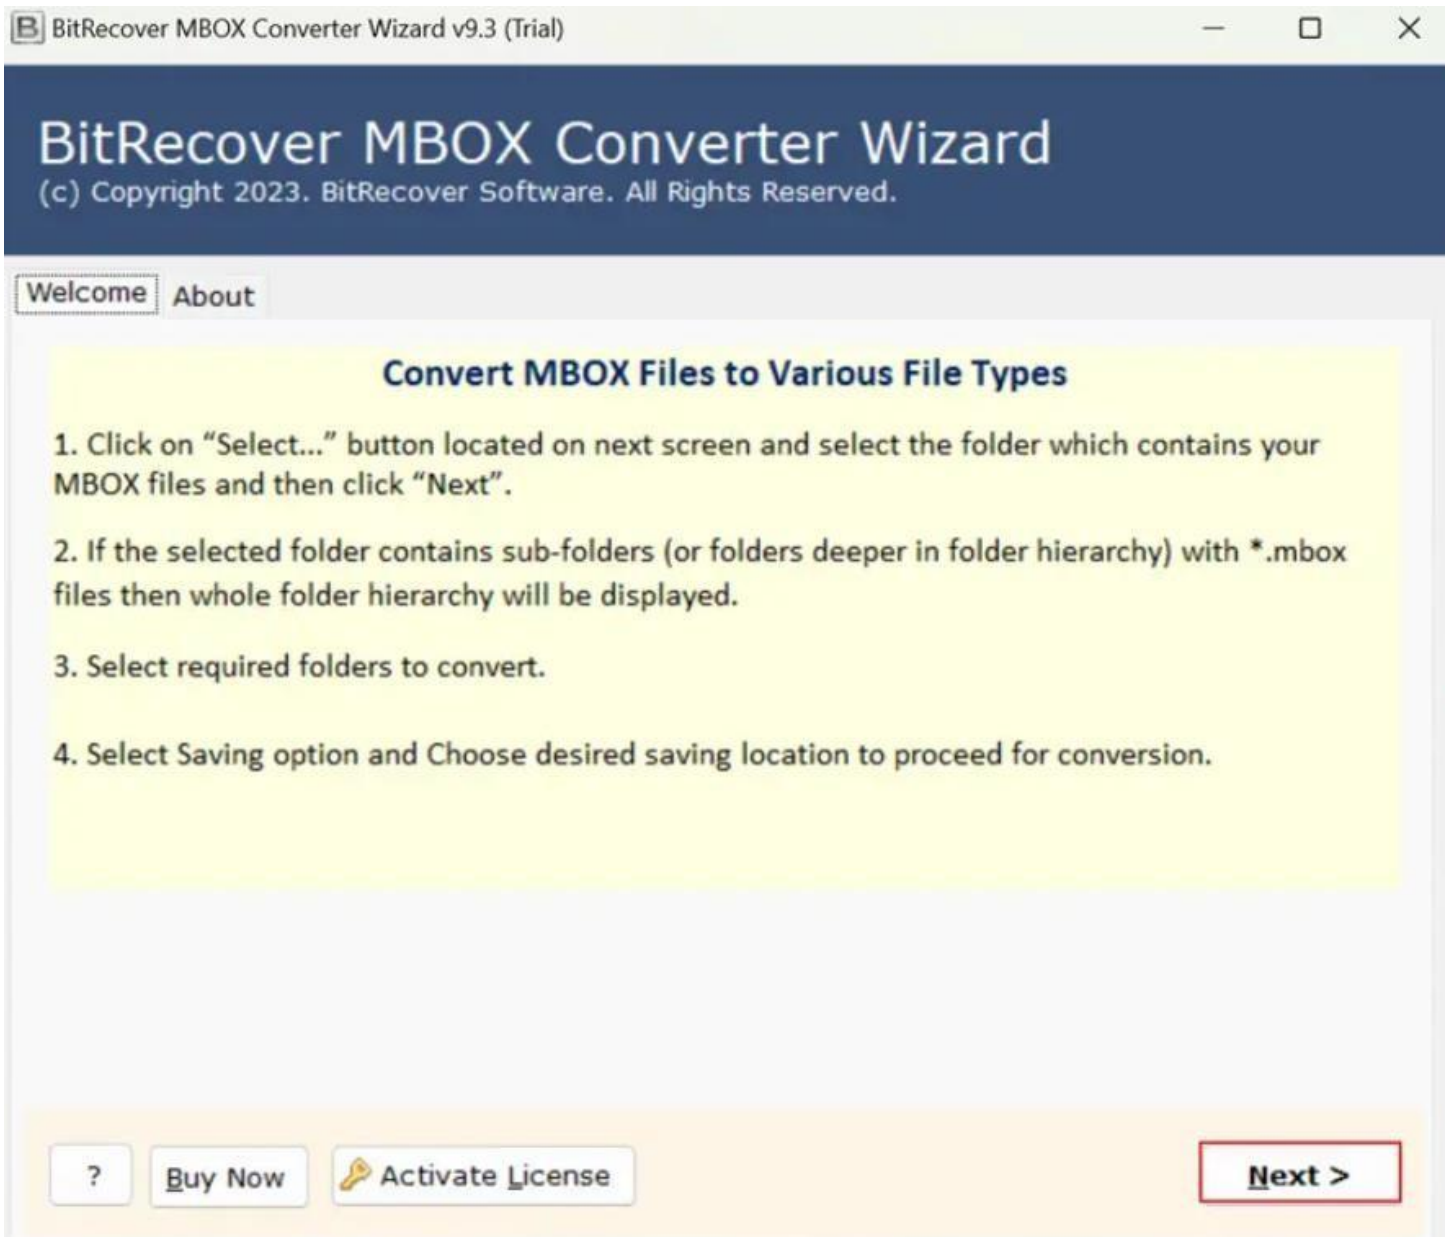 BitRecover MBOX Converter Wizard v9.3 (Trial)
BitRecover MBOX Converter Wizard
(c) Copyright 2023. BitRecover Software. All Rights Reserved.
Welcome
About
Convert MBOX Files to Various File Types
1. Click on “Select...” button located on next screen and select the folder which contains your
MBOX files and then click “Next”.
2. If the selected folder contains sub-folders (or folders deeper in folder hierarchy) with *.mbox
files then whole folder hierarchy will be displayed.
3. Select required folders to convert.
4. Select Saving option and Choose desired saving location to proceed for conversion.
?
Buy Now
Activate License
Next >